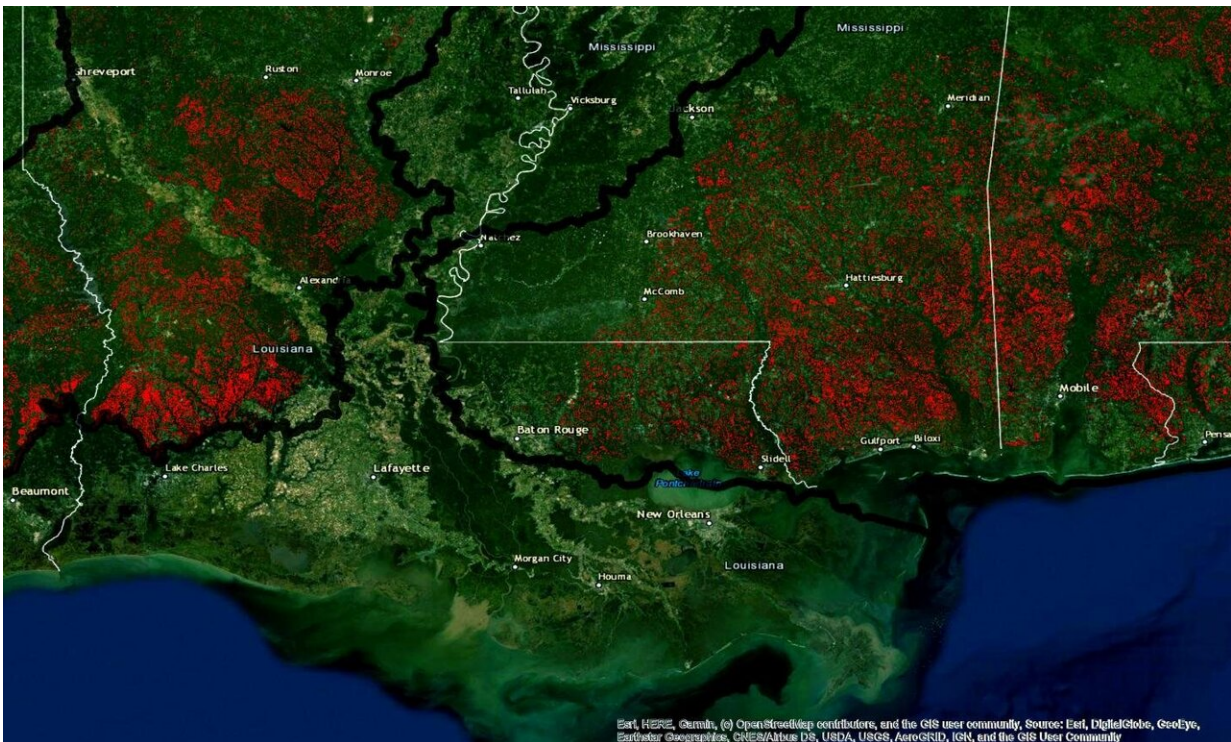 Mississippi
Mississippi
Shreveport
Ruston
Monroe
Tallulah
Vicksburg
Jackson
Meridian
Natchez
Brookhaven
Alexandria
Hattiesburg
McComb
Louisiana
Mobile
Baton Rouge
Gulfport
Biloxi
Pensa
Lake Charles
Lafayette
Slidell
Lake
Beaumont
New Orleans
Morgan City
Houma
Louisiana
Esri, HERE, Garmin, (c) OpenStreetMap contributors, and the GIS user community, Source: Esri, DigitalGlobe, GeoEye,
Earthstar Geographics, CNES/Airbus DS, USDA, USGS, AeroGRID, IGN, and the GIS User Community